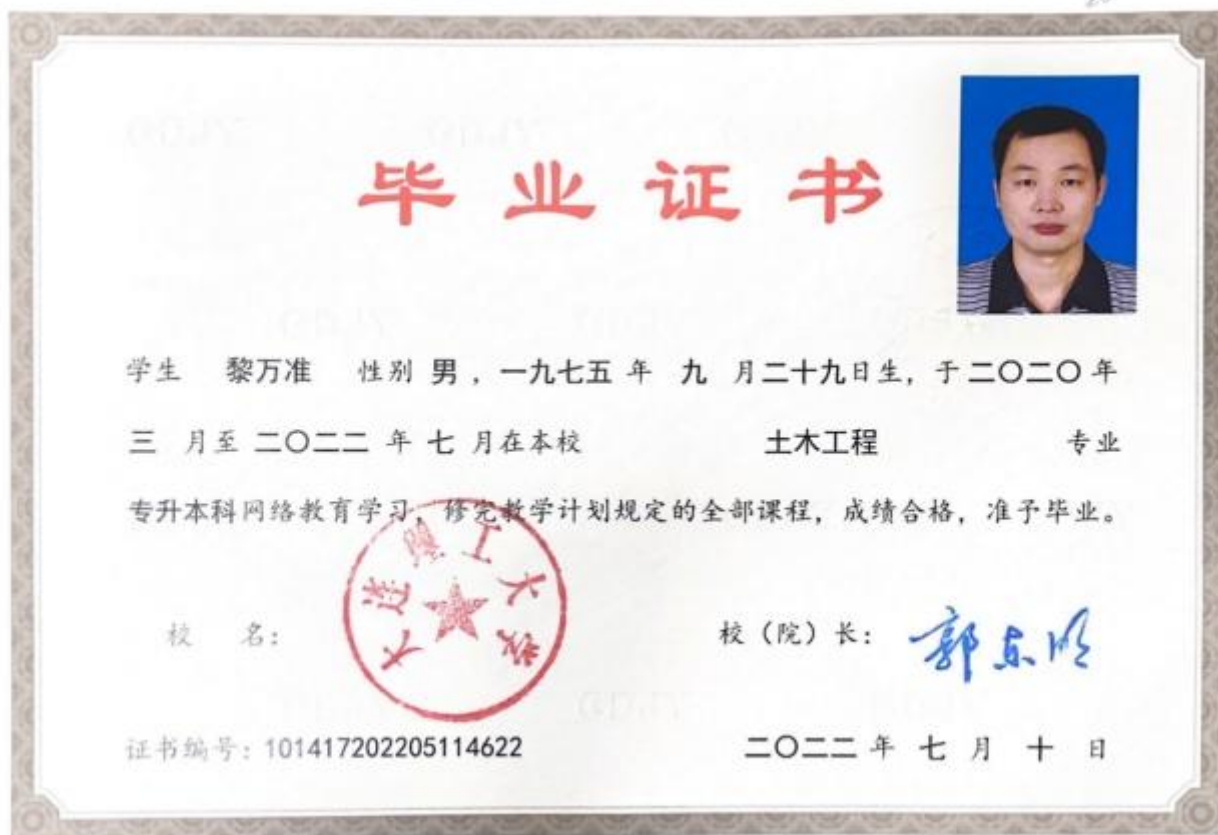 毕业证书
学生 黎万准 性别 男，一九七五 年 九 月二十九日生，于二〇二〇年
三 月至 二〇二二 年 七 月在本校 土木工程 专业
专升本科网络教育学习，修完教学计划规定的全部课程，成绩合格，准予毕业。
大连理工大学
校 名：
校（院）长： 郭东明
证书编号：101417202205114622
二〇二二 年 七 月 十 日